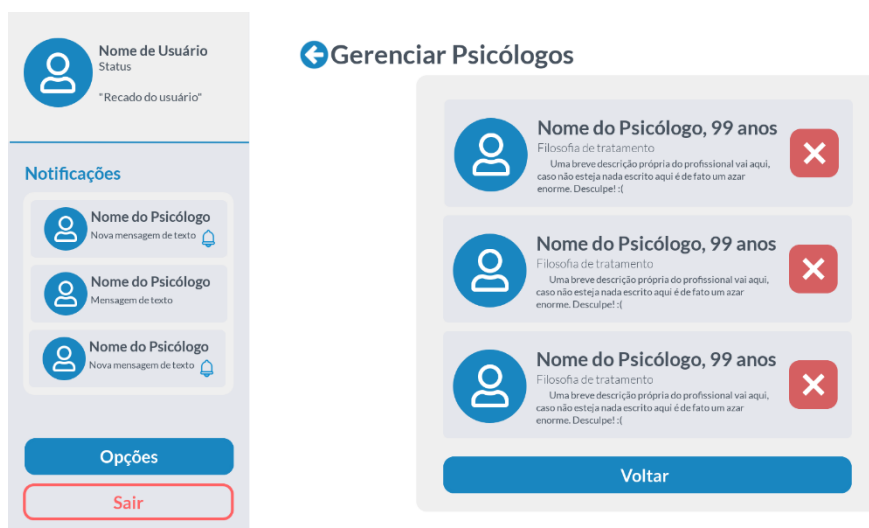 Nome de Usuário
Status
"Recado do usuário"
Notificações
Nome do Psicólogo
Nova mensagem de texto
Nome do Psicólogo
Mensagem de texto
Nome do Psicólogo
Nova mensagem de texto
Opções
Sair
Gerenciar Psicólogos
Nome do Psicólogo, 99 anos
Filosofia de tratamento
Uma breve descrição própria do profissional vai aqui,
caso não esteja nada escrito aqui é de fato um azar
enorme. Desculpe! :(
Nome do Psicólogo, 99 anos
Filosofia de tratamento
Uma breve descrição própria do profissional vai aqui,
caso não esteja nada escrito aqui é de fato um azar
enorme. Desculpe! :(
Nome do Psicólogo, 99 anos
Filosofia de tratamento
Uma breve descrição própria do profissional vai aqui,
caso não esteja nada escrito aqui é de fato um azar
enorme. Desculpe! :(
Voltar